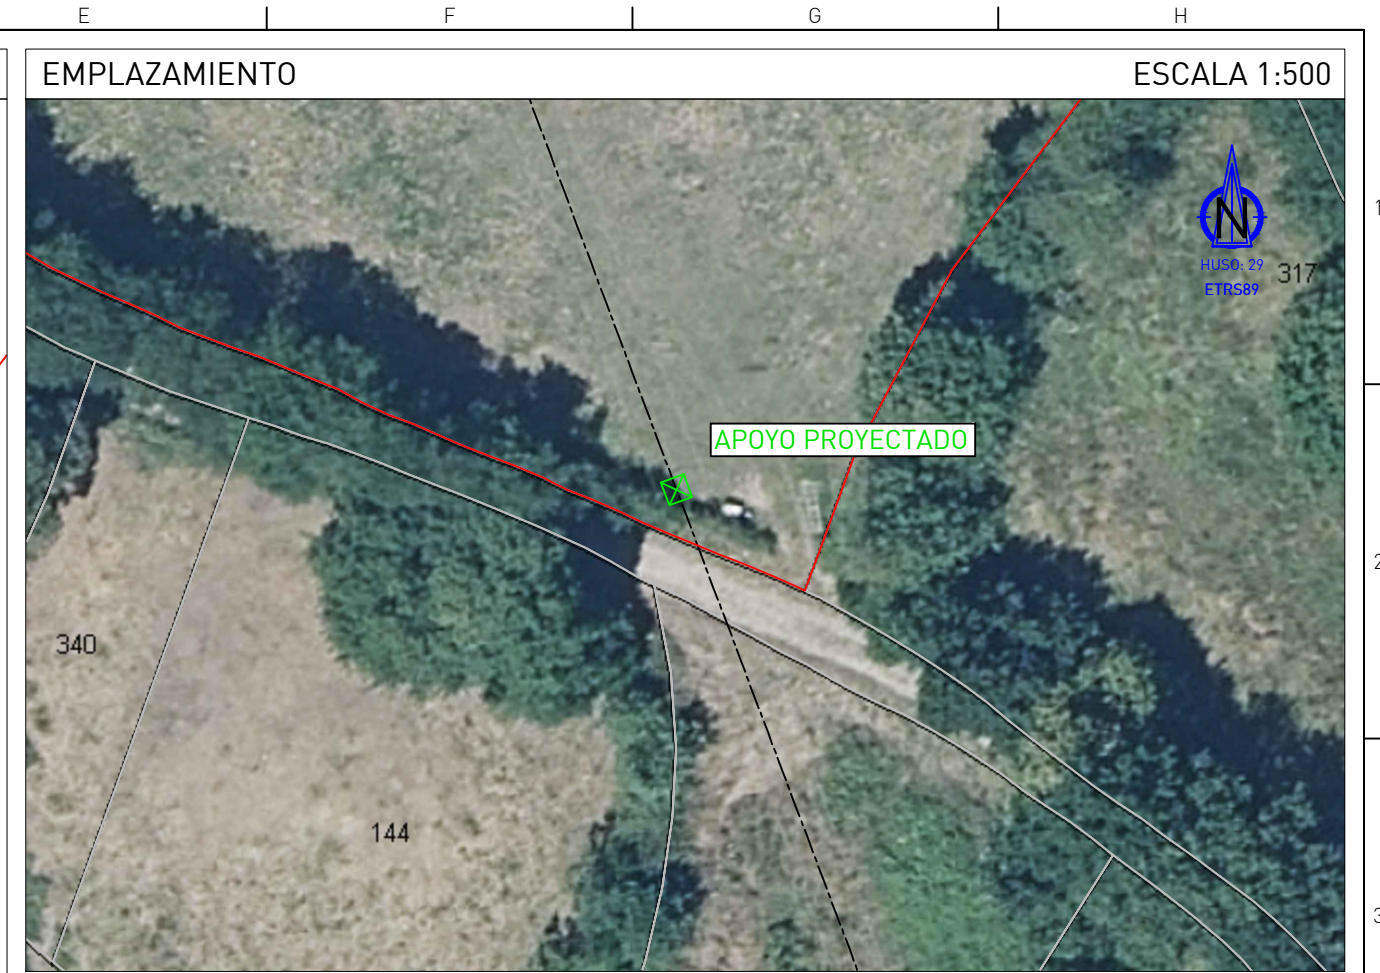 E F G H
EMPLAZAMIENTO ESCALA 1:500
1
N
HUSO: 29
ETRS89
317
APOYO PROYECTADO
2
340
144
3